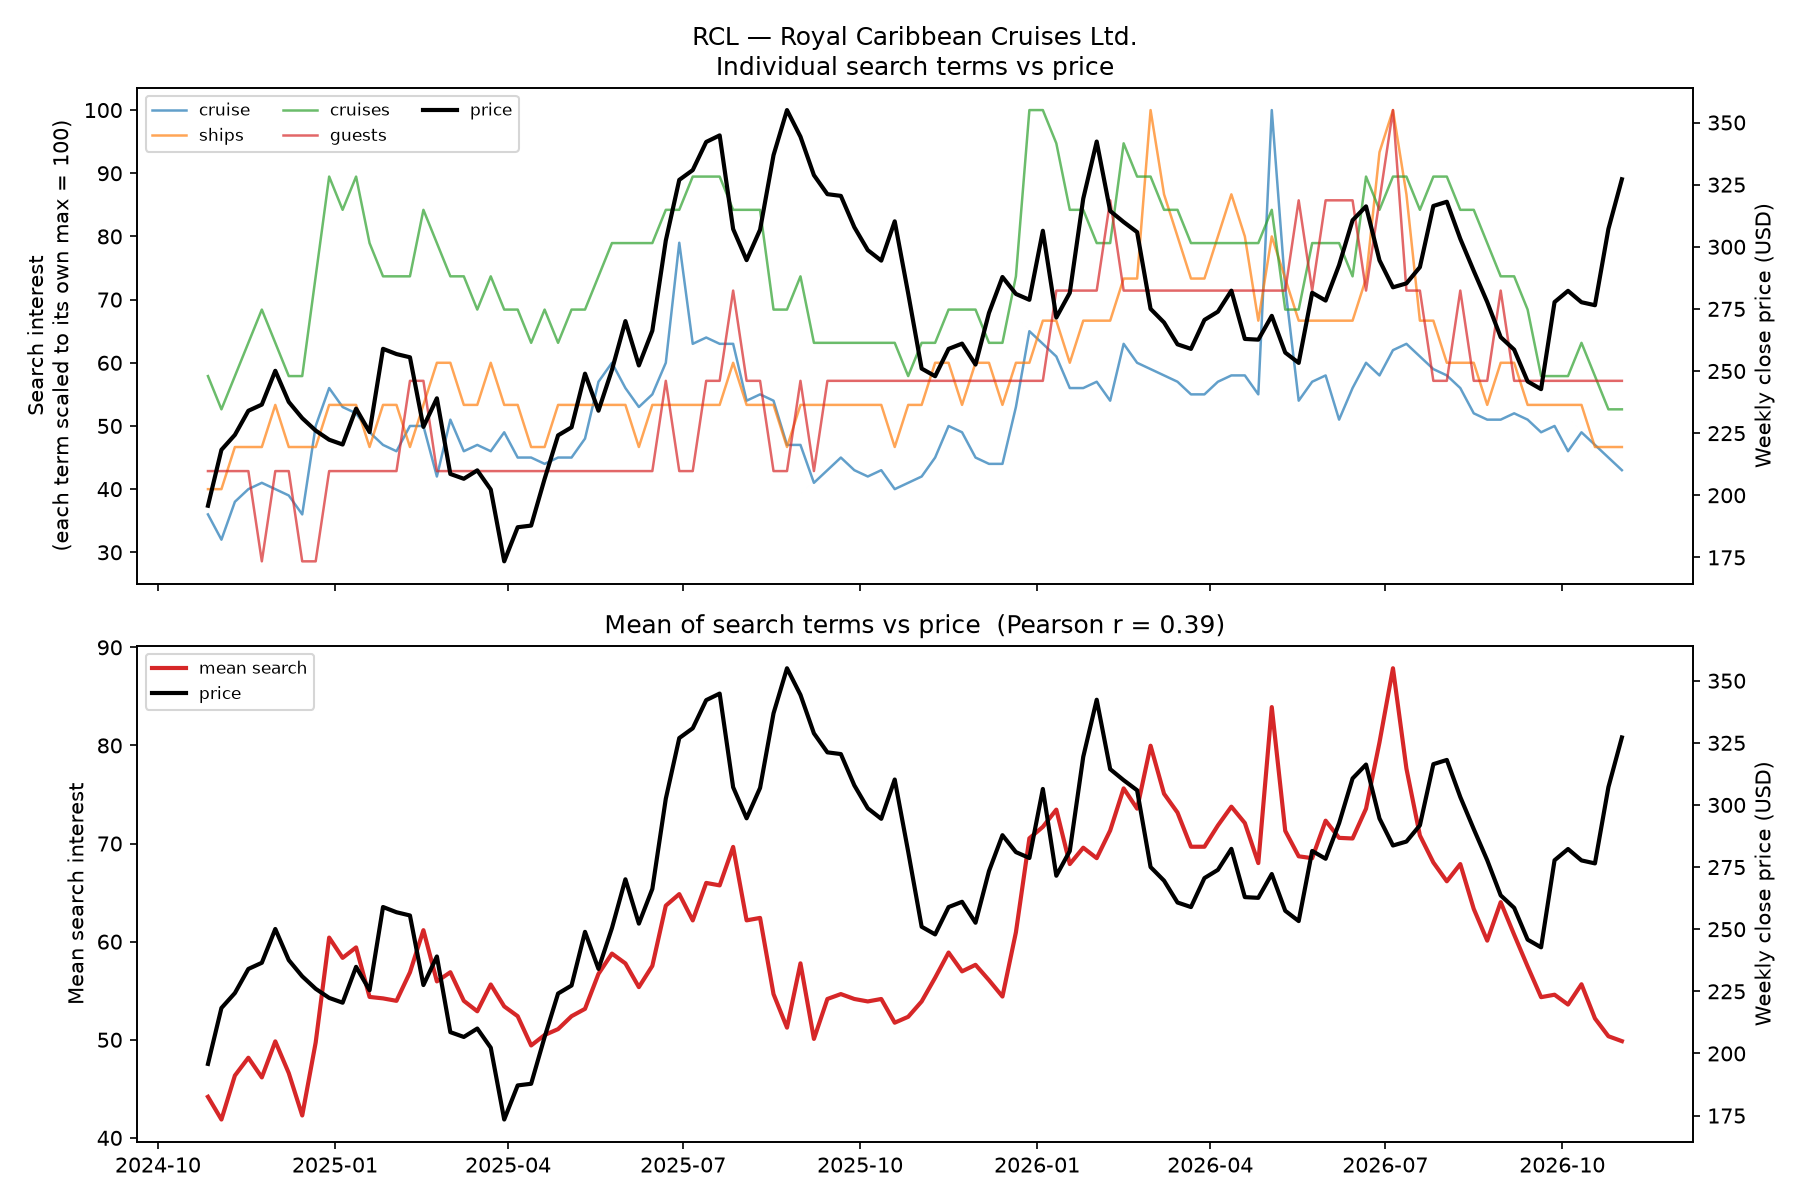 RCL — Royal Caribbean Cruises Ltd.
Individual search terms vs price
cruise
ships
cruises
guests
price
Search interest
(each term scaled to its own max = 100)
100
90
80
70
60
50
40
30
350
325
300
275
250
225
200
175
Weekly close price (USD)
Mean of search terms vs price (Pearson r = 0.39)
mean search
price
Mean search interest
90
80
70
60
50
40
350
325
300
275
250
225
200
175
Weekly close price (USD)
2024-10
2025-01
2025-04
2025-07
2025-10
2026-01
2026-04
2026-07
2026-10